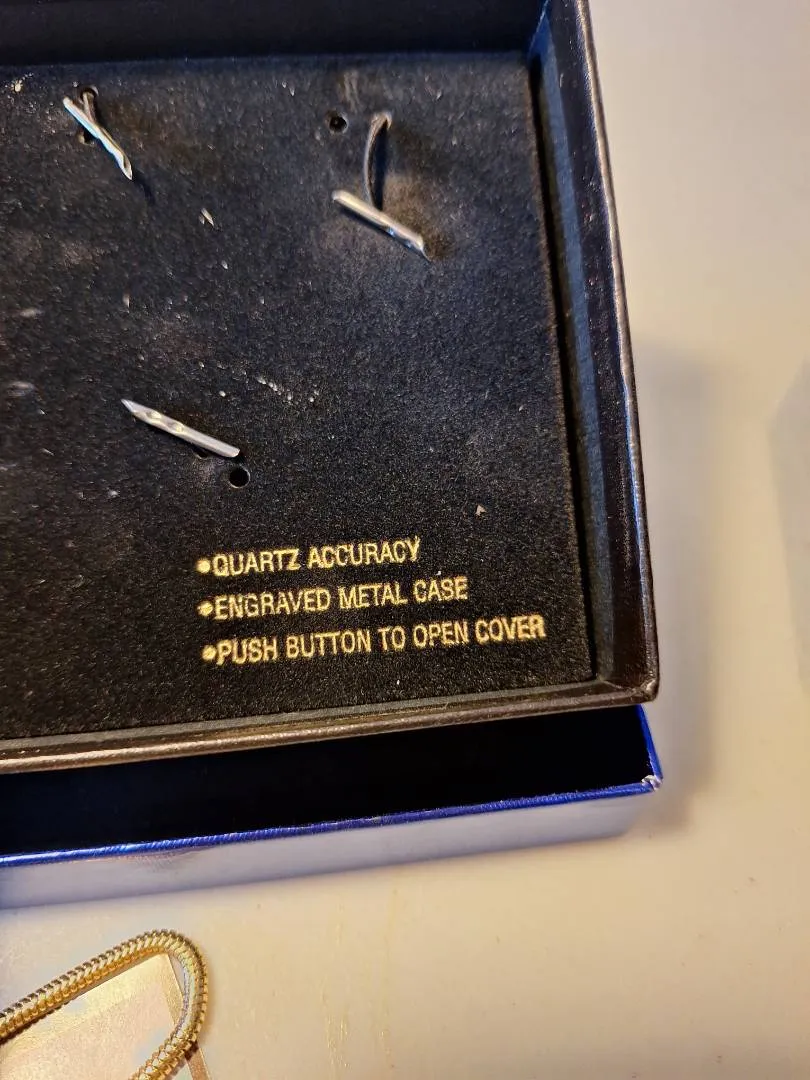 •QUARTZ ACCURACY
•ENGRAVED METAL CASE
•PUSH BUTTON TO OPEN COVER